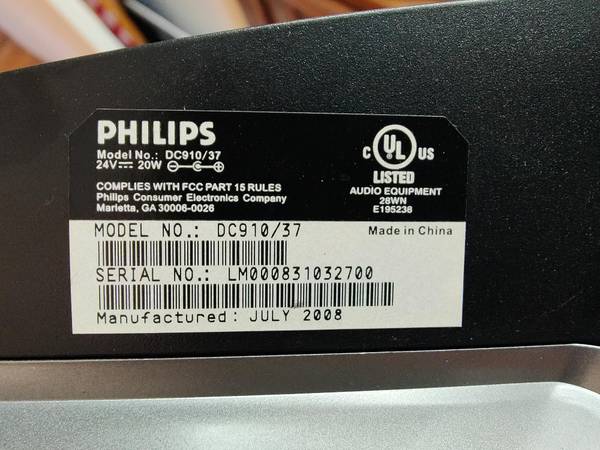 PHILIPS
Model No.: DC910/37
24V⎓ 20W
COMPLIES WITH FCC PART 15 RULES
Philips Consumer Electronics Company
Marietta, GA 30006-0026
C UL US
LISTED
AUDIO EQUIPMENT
28WN
E195238
MODEL NO.: DC910/37
Made in China
SERIAL NO.: LM000831032700
Manufactured: JULY 2008